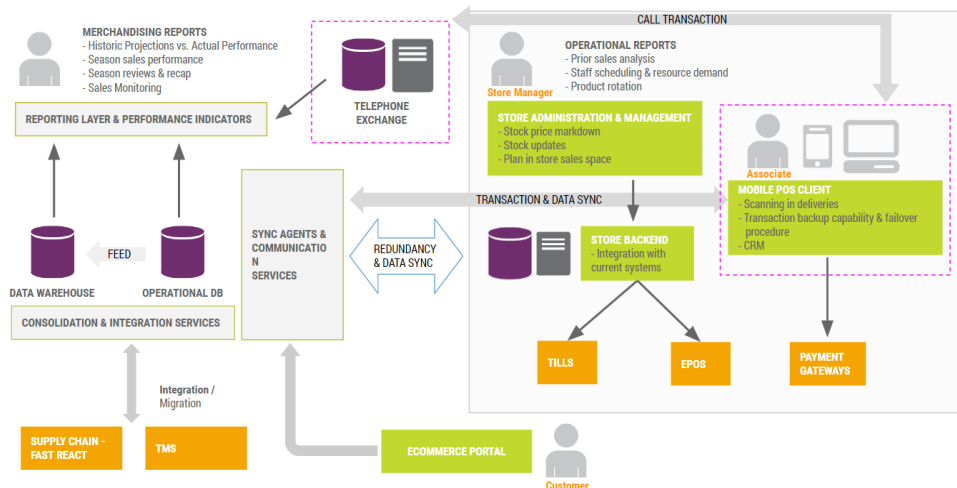 CALL TRANSACTION
MERCHANDISING REPORTS
- Historic Projections vs. Actual Performance
- Season sales performance
- Season reviews & recap
- Sales Monitoring
REPORTING LAYER & PERFORMANCE INDICATORS
TELEPHONE
EXCHANGE
OPERATIONAL REPORTS
- Prior sales analysis
- Staff scheduling & resource demand
- Product rotation
Store Manager
STORE ADMINISTRATION & MANAGEMENT
- Stock price markdown
- Stock updates
- Plan in store sales space
Associate
MOBILE POS CLIENT
- Scanning in deliveries
- Transaction backup capability & failover
procedure
- CRM
TRANSACTION & DATA SYNC
SYNC AGENTS &
COMMUNICATIO
N
SERVICES
REDUNDANCY
& DATA SYNC
STORE BACKEND
- Integration with
current systems
FEED
DATA WAREHOUSE
OPERATIONAL DB
CONSOLIDATION & INTEGRATION SERVICES
TILLS
EPOS
PAYMENT
GATEWAYS
Integration /
Migration
SUPPLY CHAIN -
FAST REACT
TMS
ECOMMERCE PORTAL
Customer